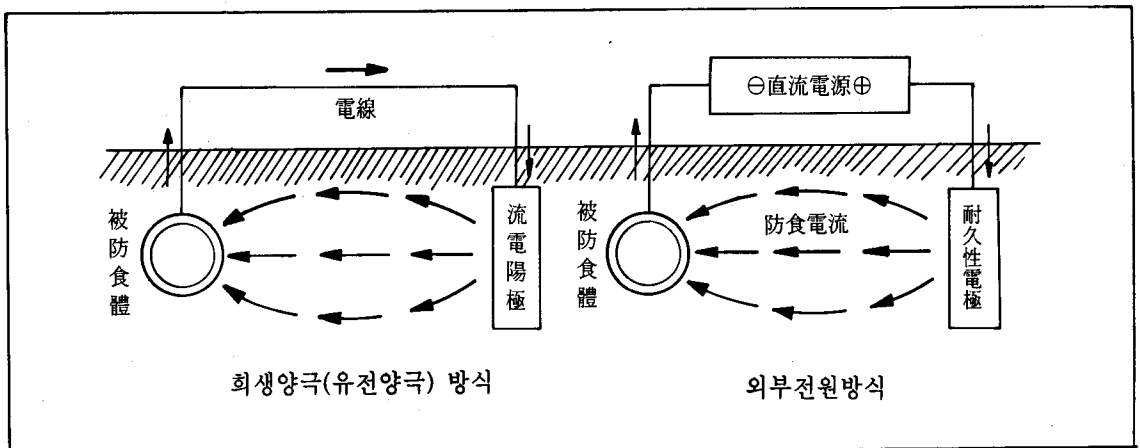 電線
被防食體
流電陽極
희생양극(유전양극) 방식
⊖直流電源⊕
被防食體
防食電流
耐久性電極
외부전원방식